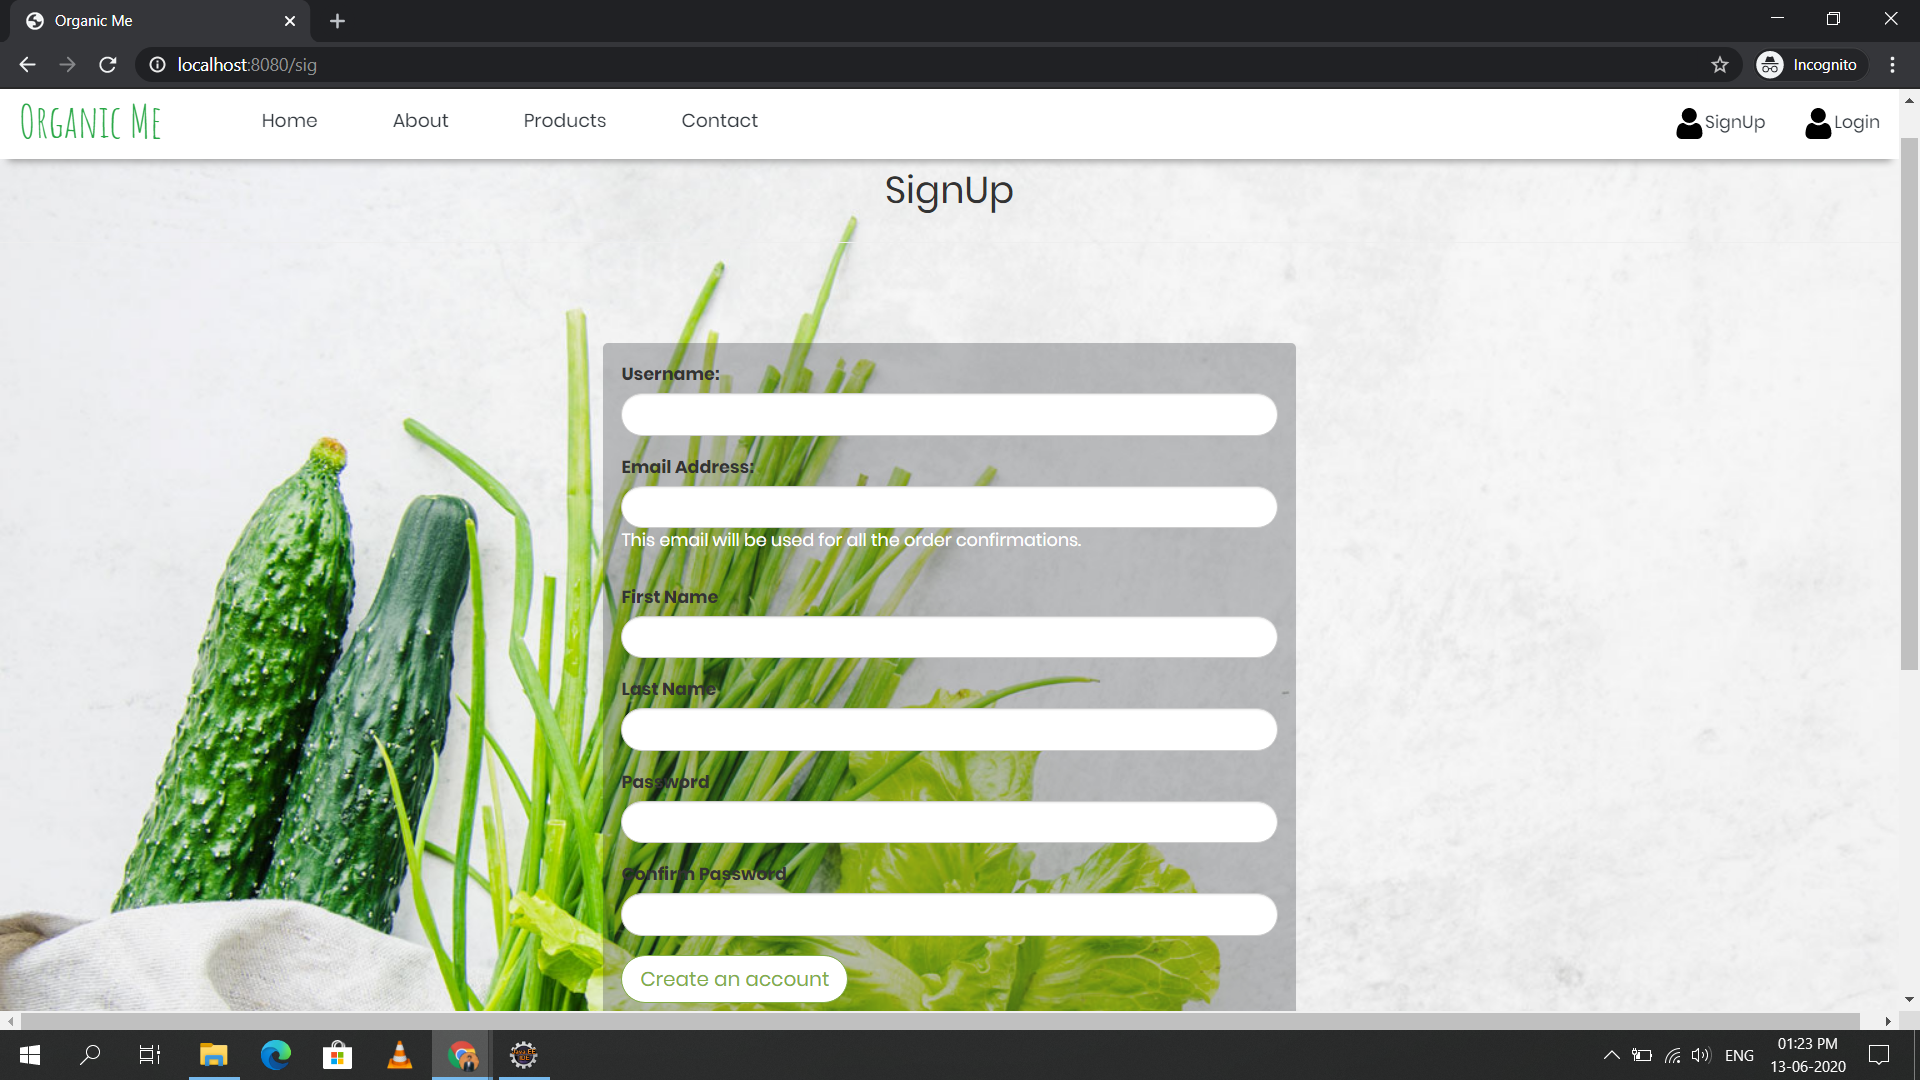 Organic Me
localhost:8080/sig
Incognito
Organic Me
Home
About
Products
Contact
SignUp
Login
SignUp
Username:
Email Address:
This email will be used for all the order confirmations.
First Name
Last Name
Password
Confirm Password
Create an account
ENG
01:23 PM
13-06-2020